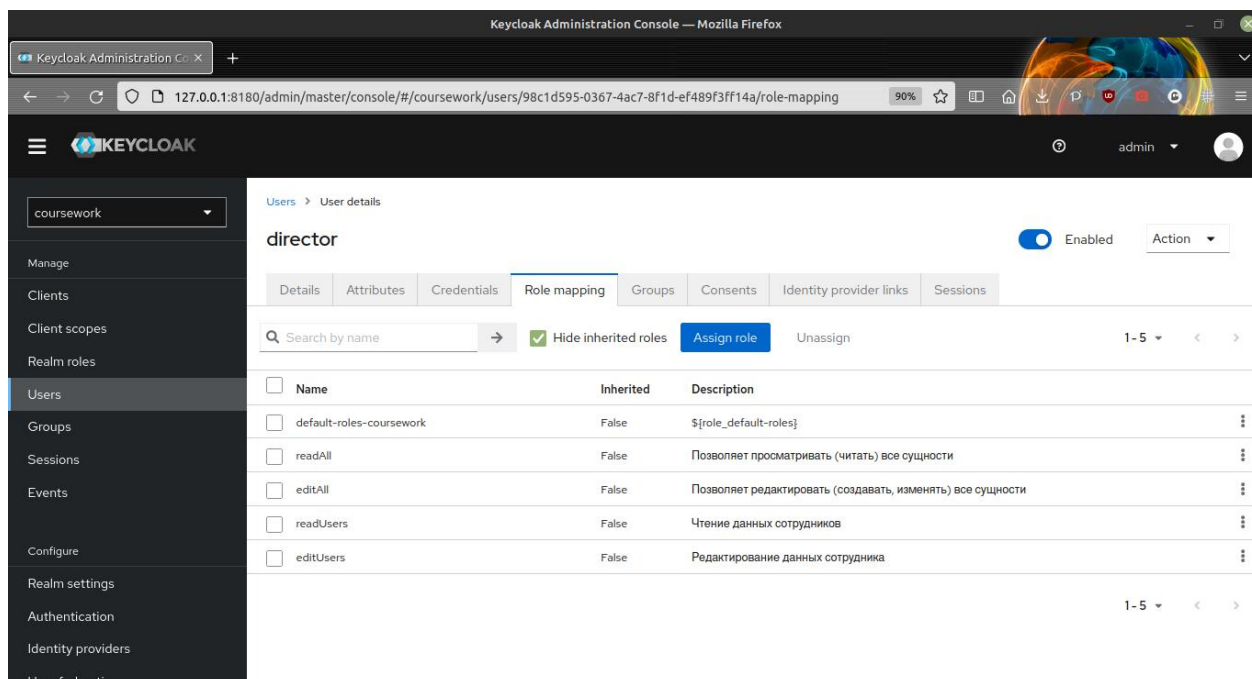 Keycloak Administration Console — Mozilla Firefox
Keycloak Administration Co
127.0.0.1:8180/admin/master/console/#/coursework/users/98c1d595-0367-4ac7-8f1d-ef489f3ff14a/role-mapping 90%
KEYCLOAK admin
coursework
Manage
Clients
Client scopes
Realm roles
Users
Groups
Sessions
Events
Configure
Realm settings
Authentication
Identity providers
Users > User details
director Enabled Action
Details Attributes Credentials Role mapping Groups Consents Identity provider links Sessions
Search by name Hide inherited roles Assign role Unassign 1-5
Name Inherited Description
default-roles-coursework False ${role_default-roles}
readAll False Позволяет просматривать (читать) все сущности
editAll False Позволяет редактировать (создавать, изменять) все сущности
readUsers False Чтение данных сотрудников
editUsers False Редактирование данных сотрудника
1-5